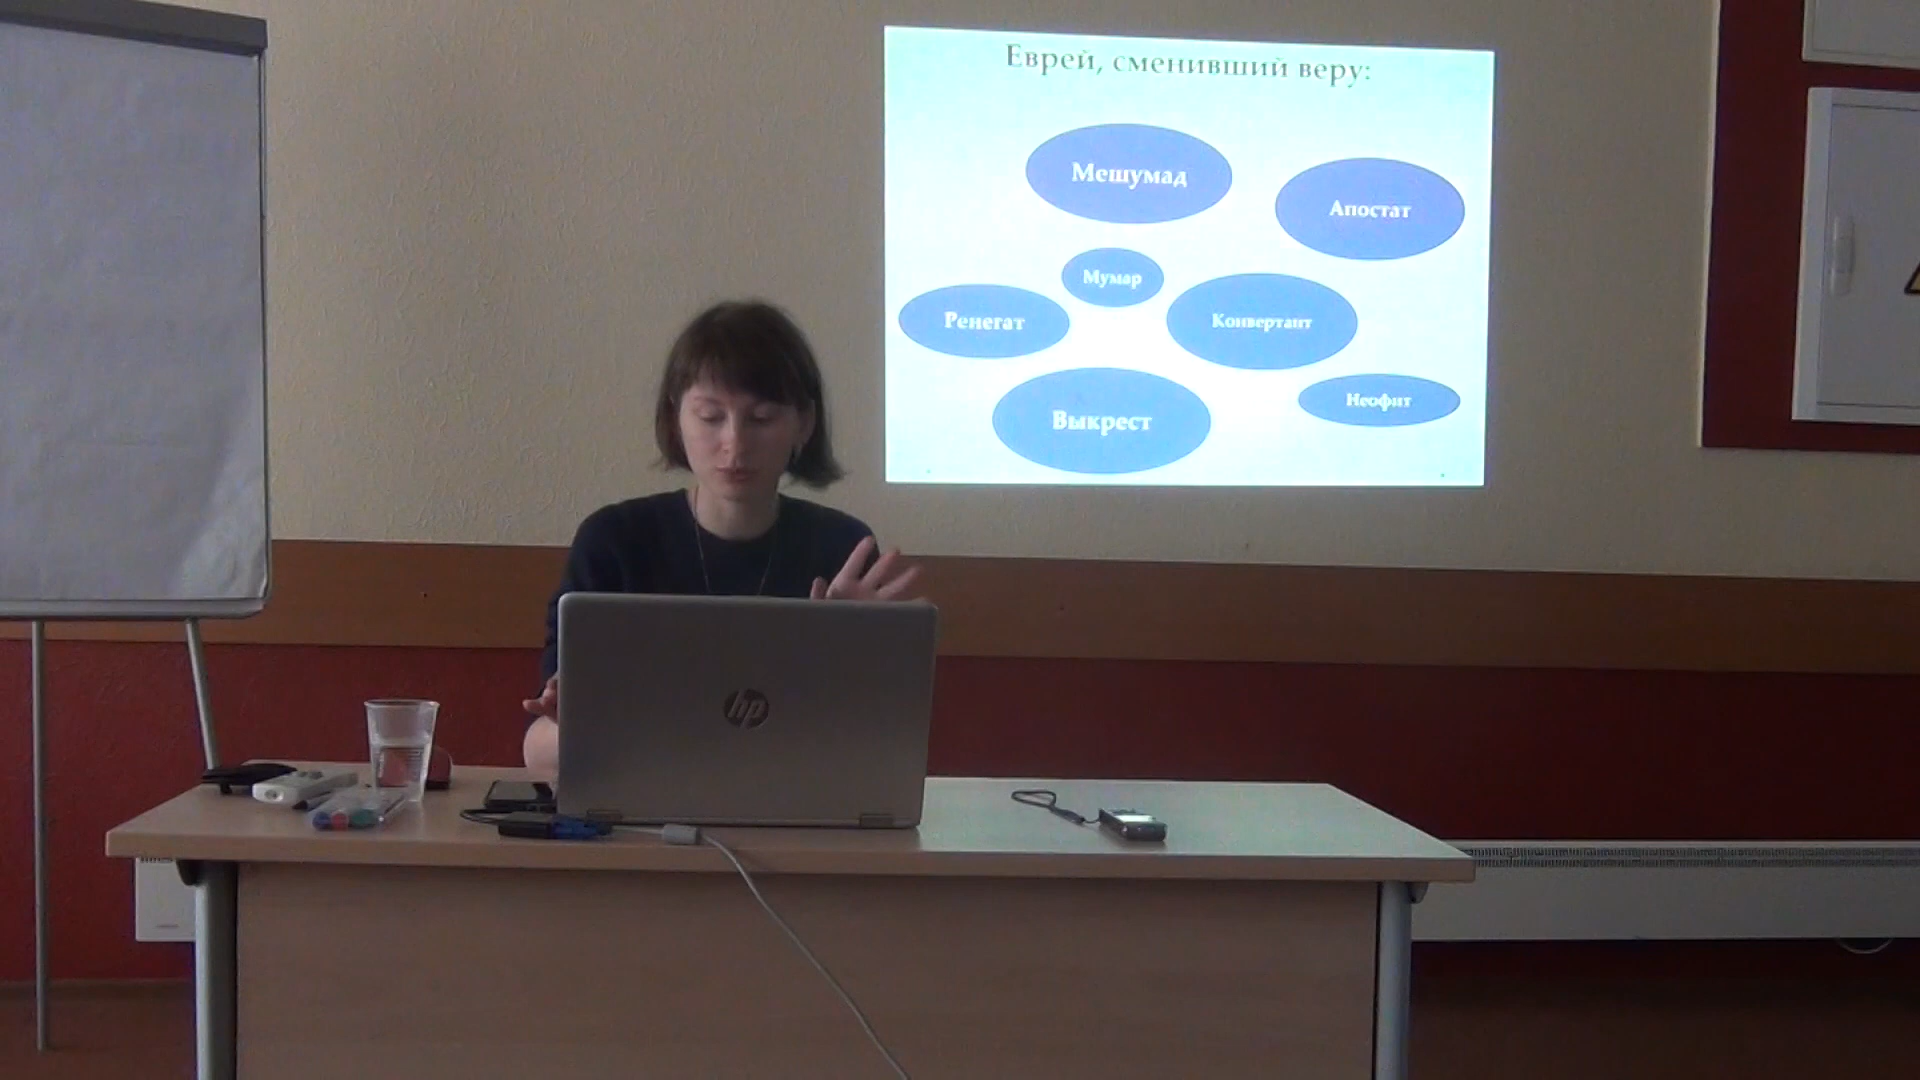 Еврей, сменивший веру:
Мешумад
Апостат
Мумар
Ренегат
Конвертант
Выкрест
Неофит
hp